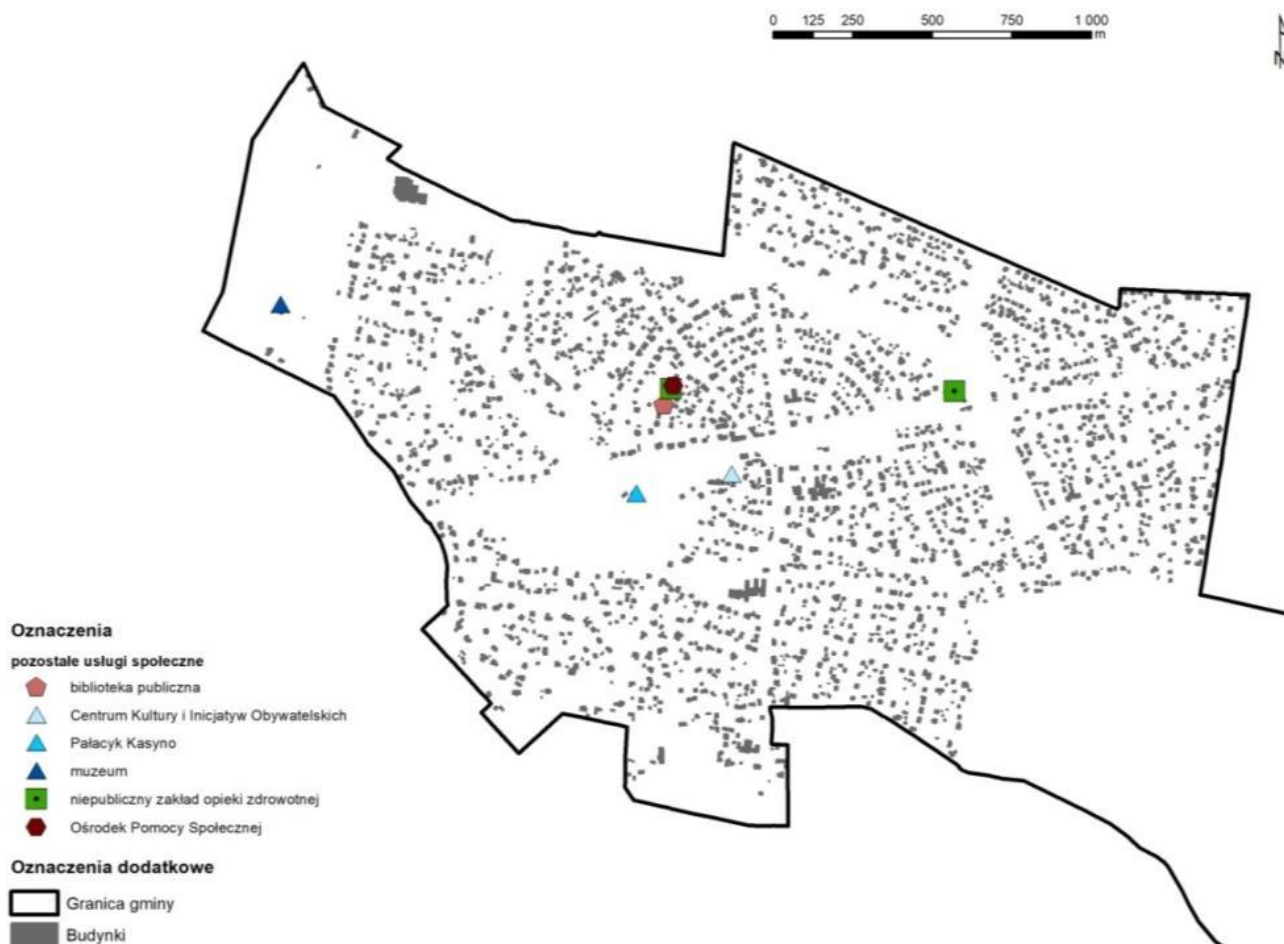 0 125 250 500 750 1 000
m
N
Oznaczenia
pozostałe usługi społeczne
biblioteka publiczna
Centrum Kultury i Inicjatyw Obywatelskich
Pałacyk Kasyno
muzeum
niepubliczny zakład opieki zdrowotnej
Ośrodek Pomocy Społecznej
Oznaczenia dodatkowe
Granica gminy
Budynki